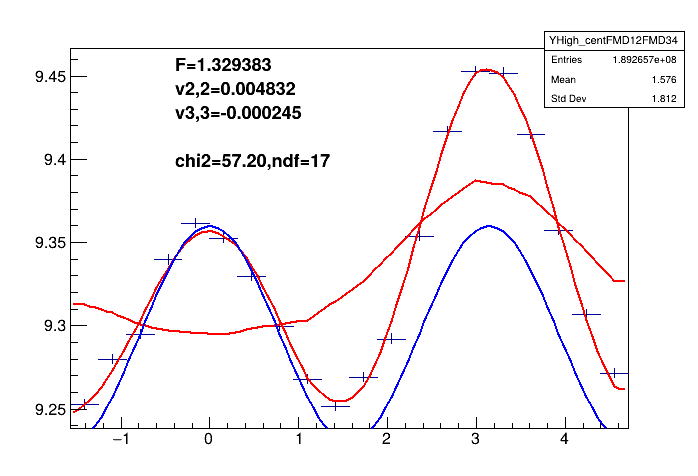 YHigh_centFMD12FMD34
Entries 1.892657e+08
Mean 1.576
Std Dev 1.812
F=1.329383
v2,2=0.004832
v3,3=-0.000245
chi2=57.20,ndf=17
9.45
9.4
9.35
9.3
9.25
−1 0 1 2 3 4